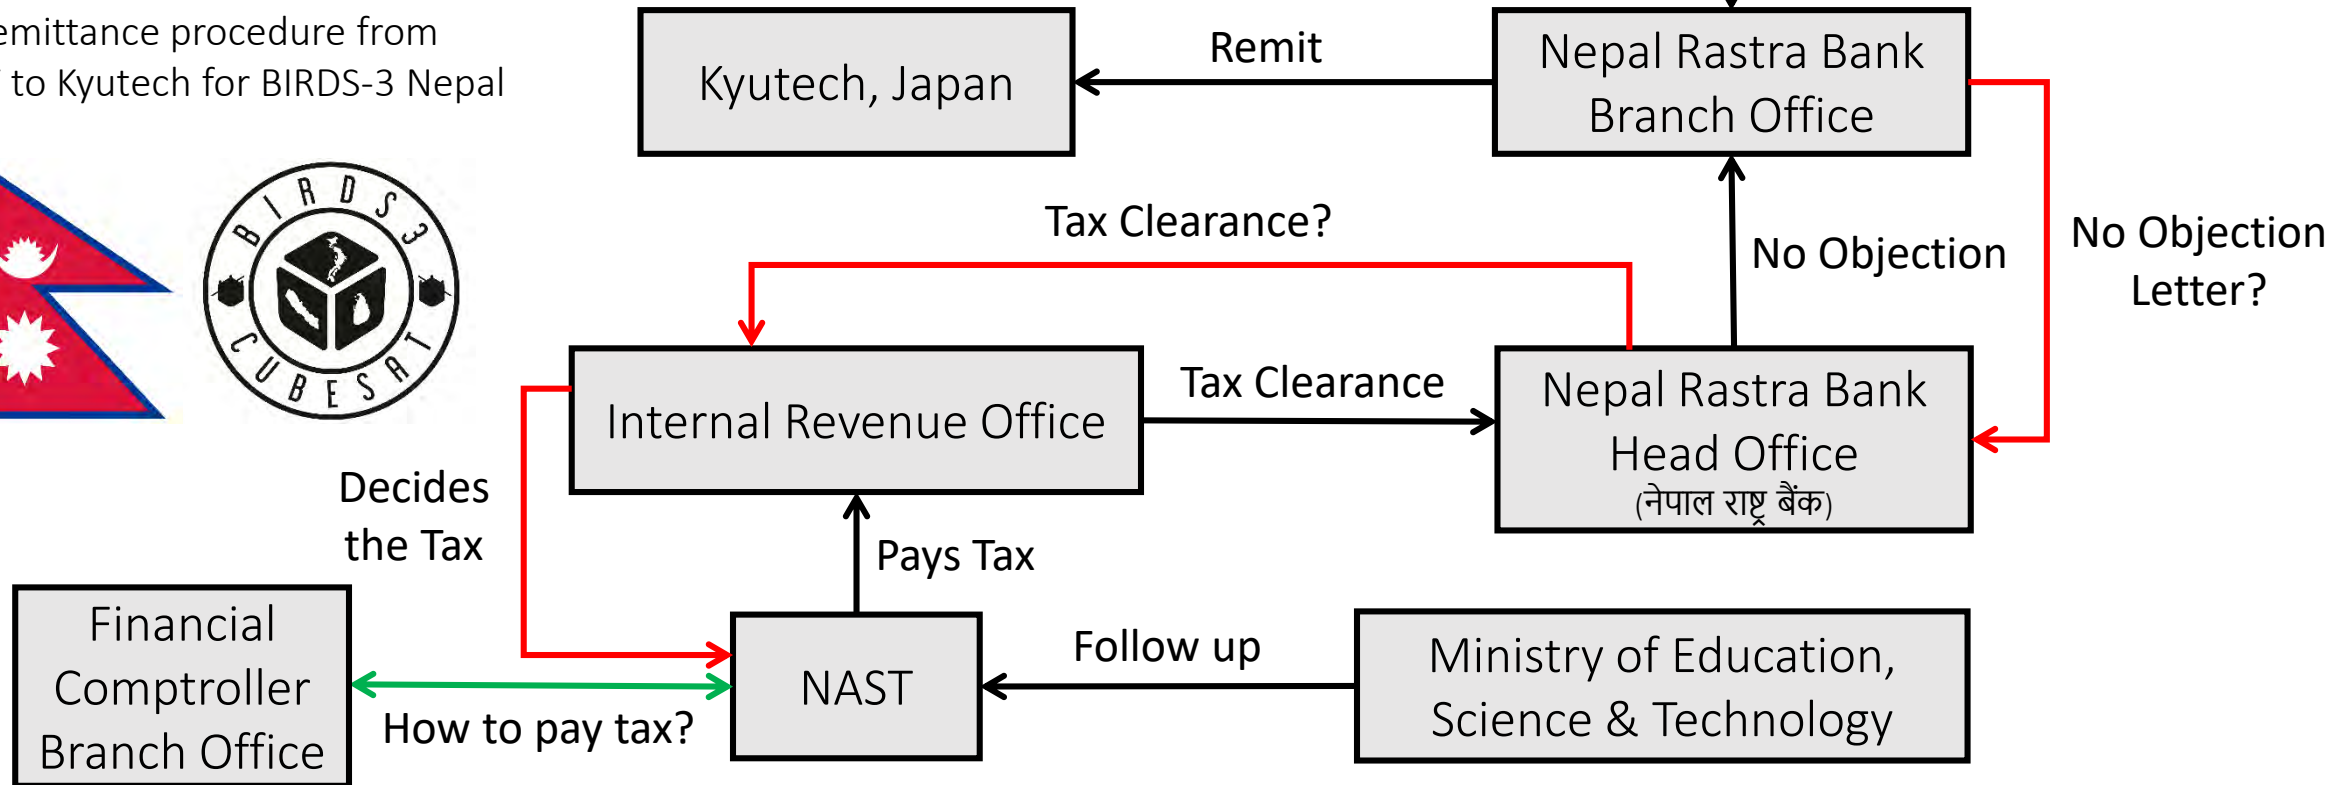 emittance procedure from
to Kyutech for BIRDS-3 Nepal
BIRDS 3
CUBESAT
Kyutech, Japan
Remit
Nepal Rastra Bank
Branch Office
Tax Clearance?
No Objection
No Objection
Letter?
Internal Revenue Office
Tax Clearance
Nepal Rastra Bank
Head Office
(नेपाल राष्ट्र बैंक)
Decides
the Tax
Pays Tax
Financial
Comptroller
Branch Office
How to pay tax?
NAST
Follow up
Ministry of Education,
Science & Technology